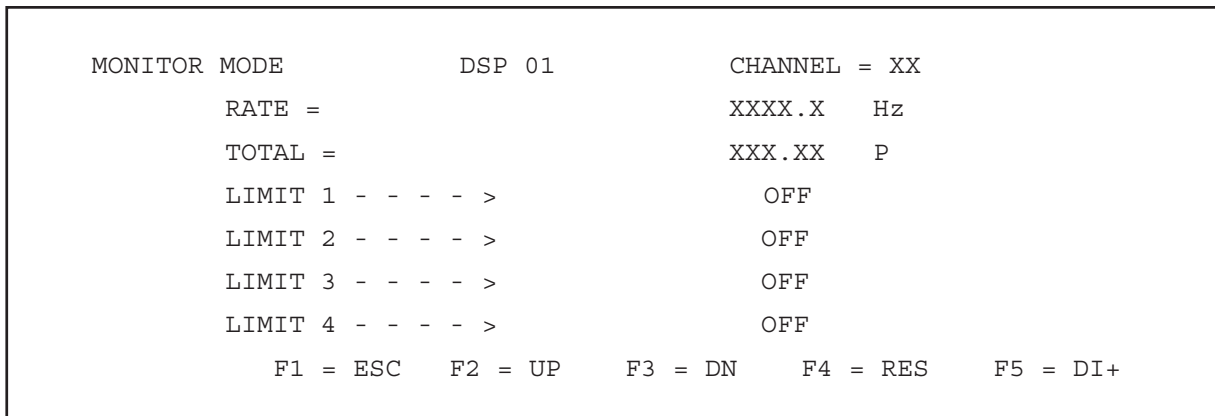 MONITOR MODE DSP 01 CHANNEL = XX
RATE = XXXX.X Hz
TOTAL = XXX.XX P
LIMIT 1 - - - - > OFF
LIMIT 2 - - - - > OFF
LIMIT 3 - - - - > OFF
LIMIT 4 - - - - > OFF
F1 = ESC F2 = UP F3 = DN F4 = RES F5 = DI+